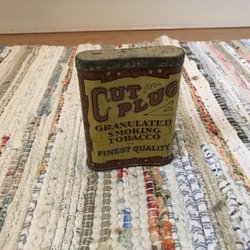 CUT
PLUG
GRANULATED
SMOKING
TOBACCO
FINEST QUALITY